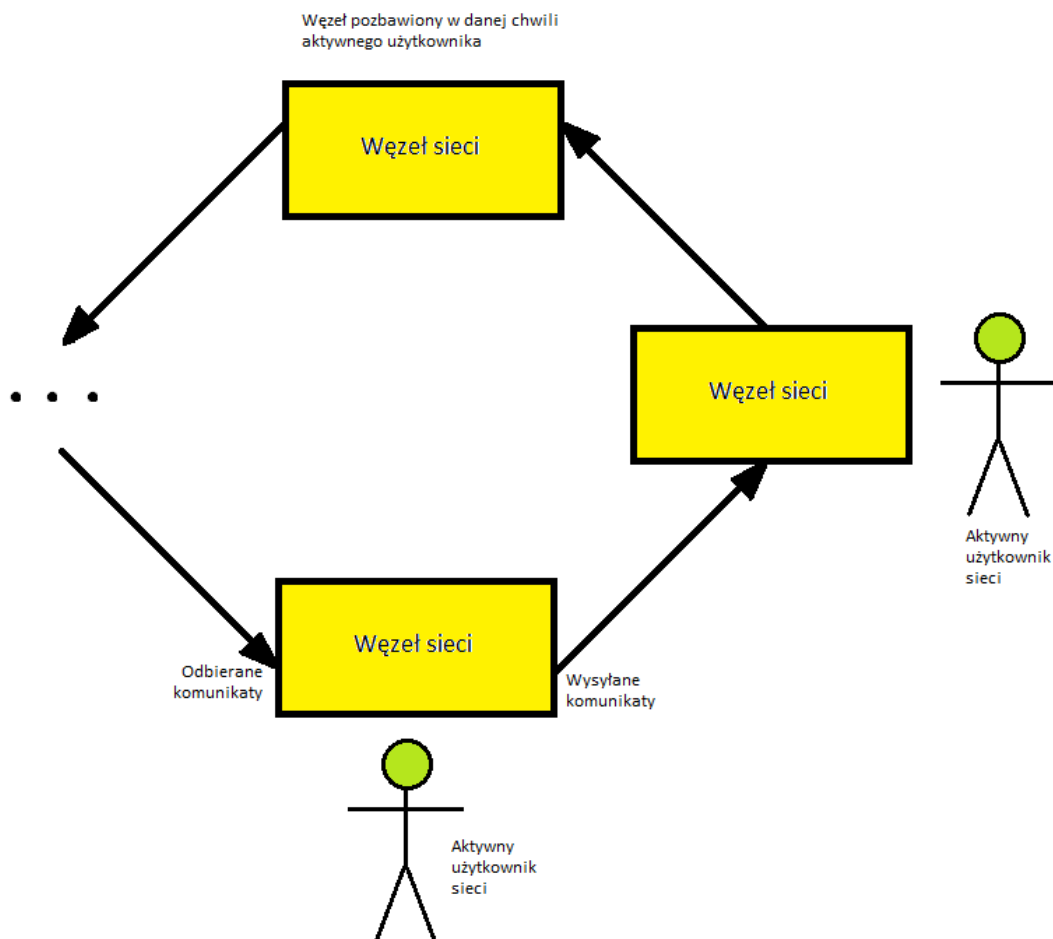 Węzeł pozbawiony w danej chwili
aktywnego użytkownika
Węzeł sieci
Węzeł sieci
Aktywny
użytkownik
sieci
Węzeł sieci
Odbierane
komunikaty
Wysyłane
komunikaty
Aktywny
użytkownik
sieci